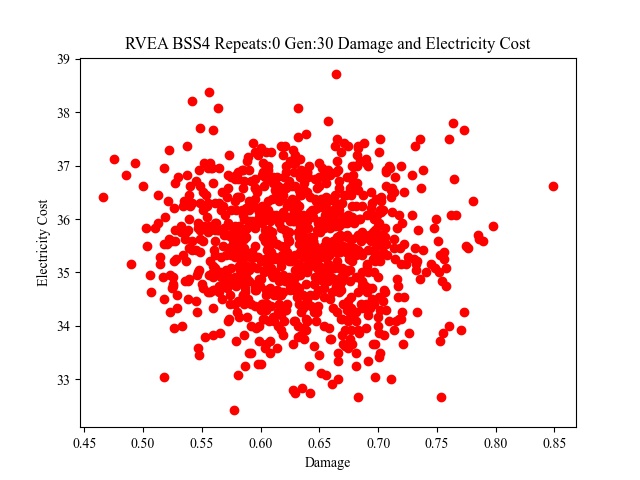 RVEA BSS4 Repeats:0 Gen:30 Damage and Electricity Cost
39
38
37
36
35
34
33
Electricity Cost
0.45 0.50 0.55 0.60 0.65 0.70 0.75 0.80 0.85
Damage